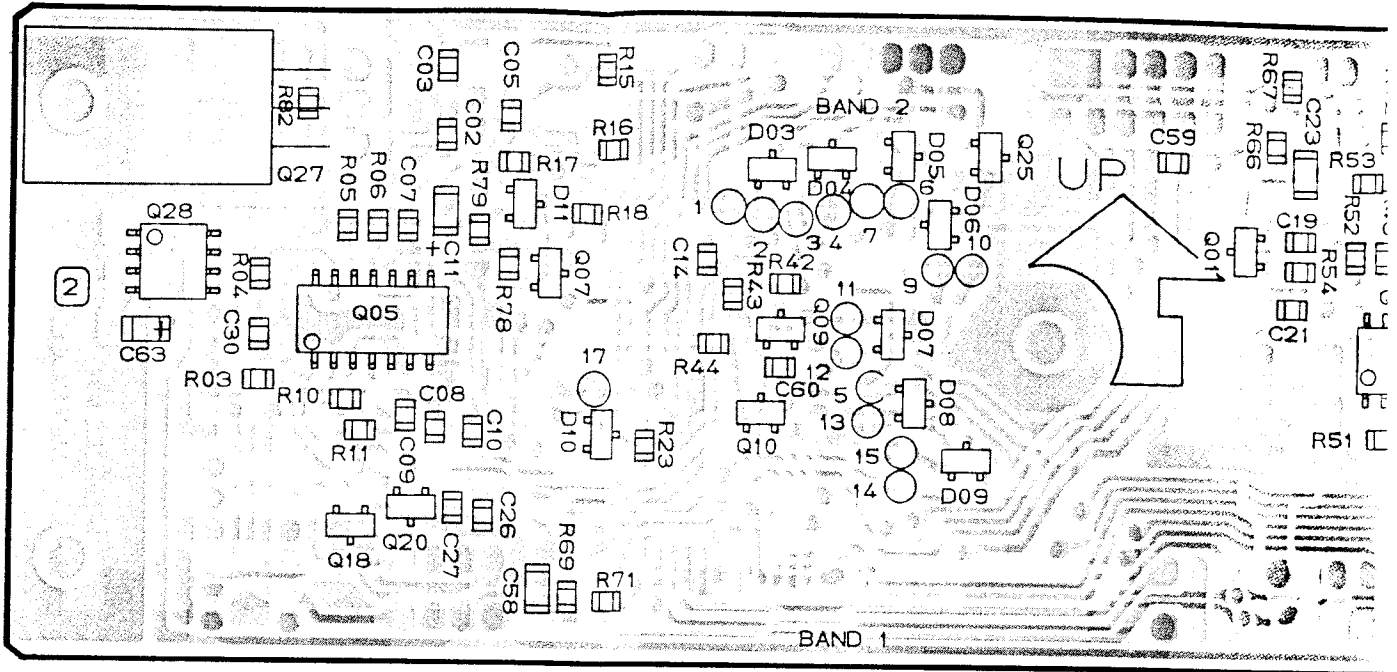 C03
C05
R15
R67
R82
C02
BAND 2
C23
R16
D03
D05
Q25
C59
R66
R17
R53
Q27
R05
R06
C07
R79
D11
R18
D04
6
UP
Q28
1
2
3
4
7
D06
10
C19
R52
C11
+
C14
R42
Q01
R54
2
R04
Q07
R43
9
Q05
R78
11
C30
Q09
D07
C21
C63
+
17
R44
12
R03
C60
5
R10
C08
D08
13
D10
Q10
R11
C10
R23
15
R51
C09
14
D09
Q18
Q20
C27
C26
R69
C58
R71
BAND 1